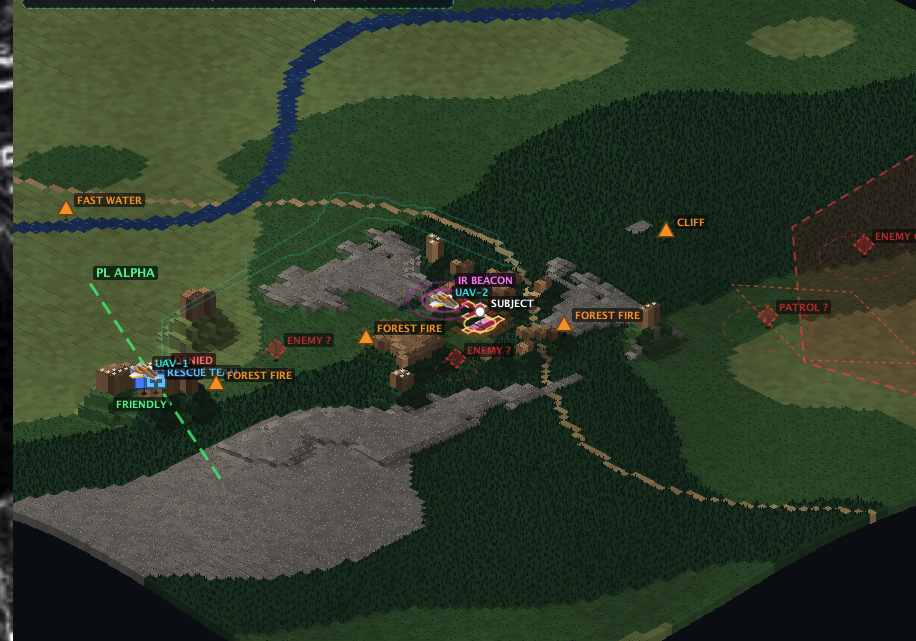 FAST WATER
CLIFF
ENEMY
PL ALPHA
IR BEACON
UAV-2
SUBJECT
PATROL ?
FOREST FIRE
FOREST FIRE
ENEMY ?
ENEMY ?
UAV-1
RESCUE
FOREST FIRE
FRIENDLY